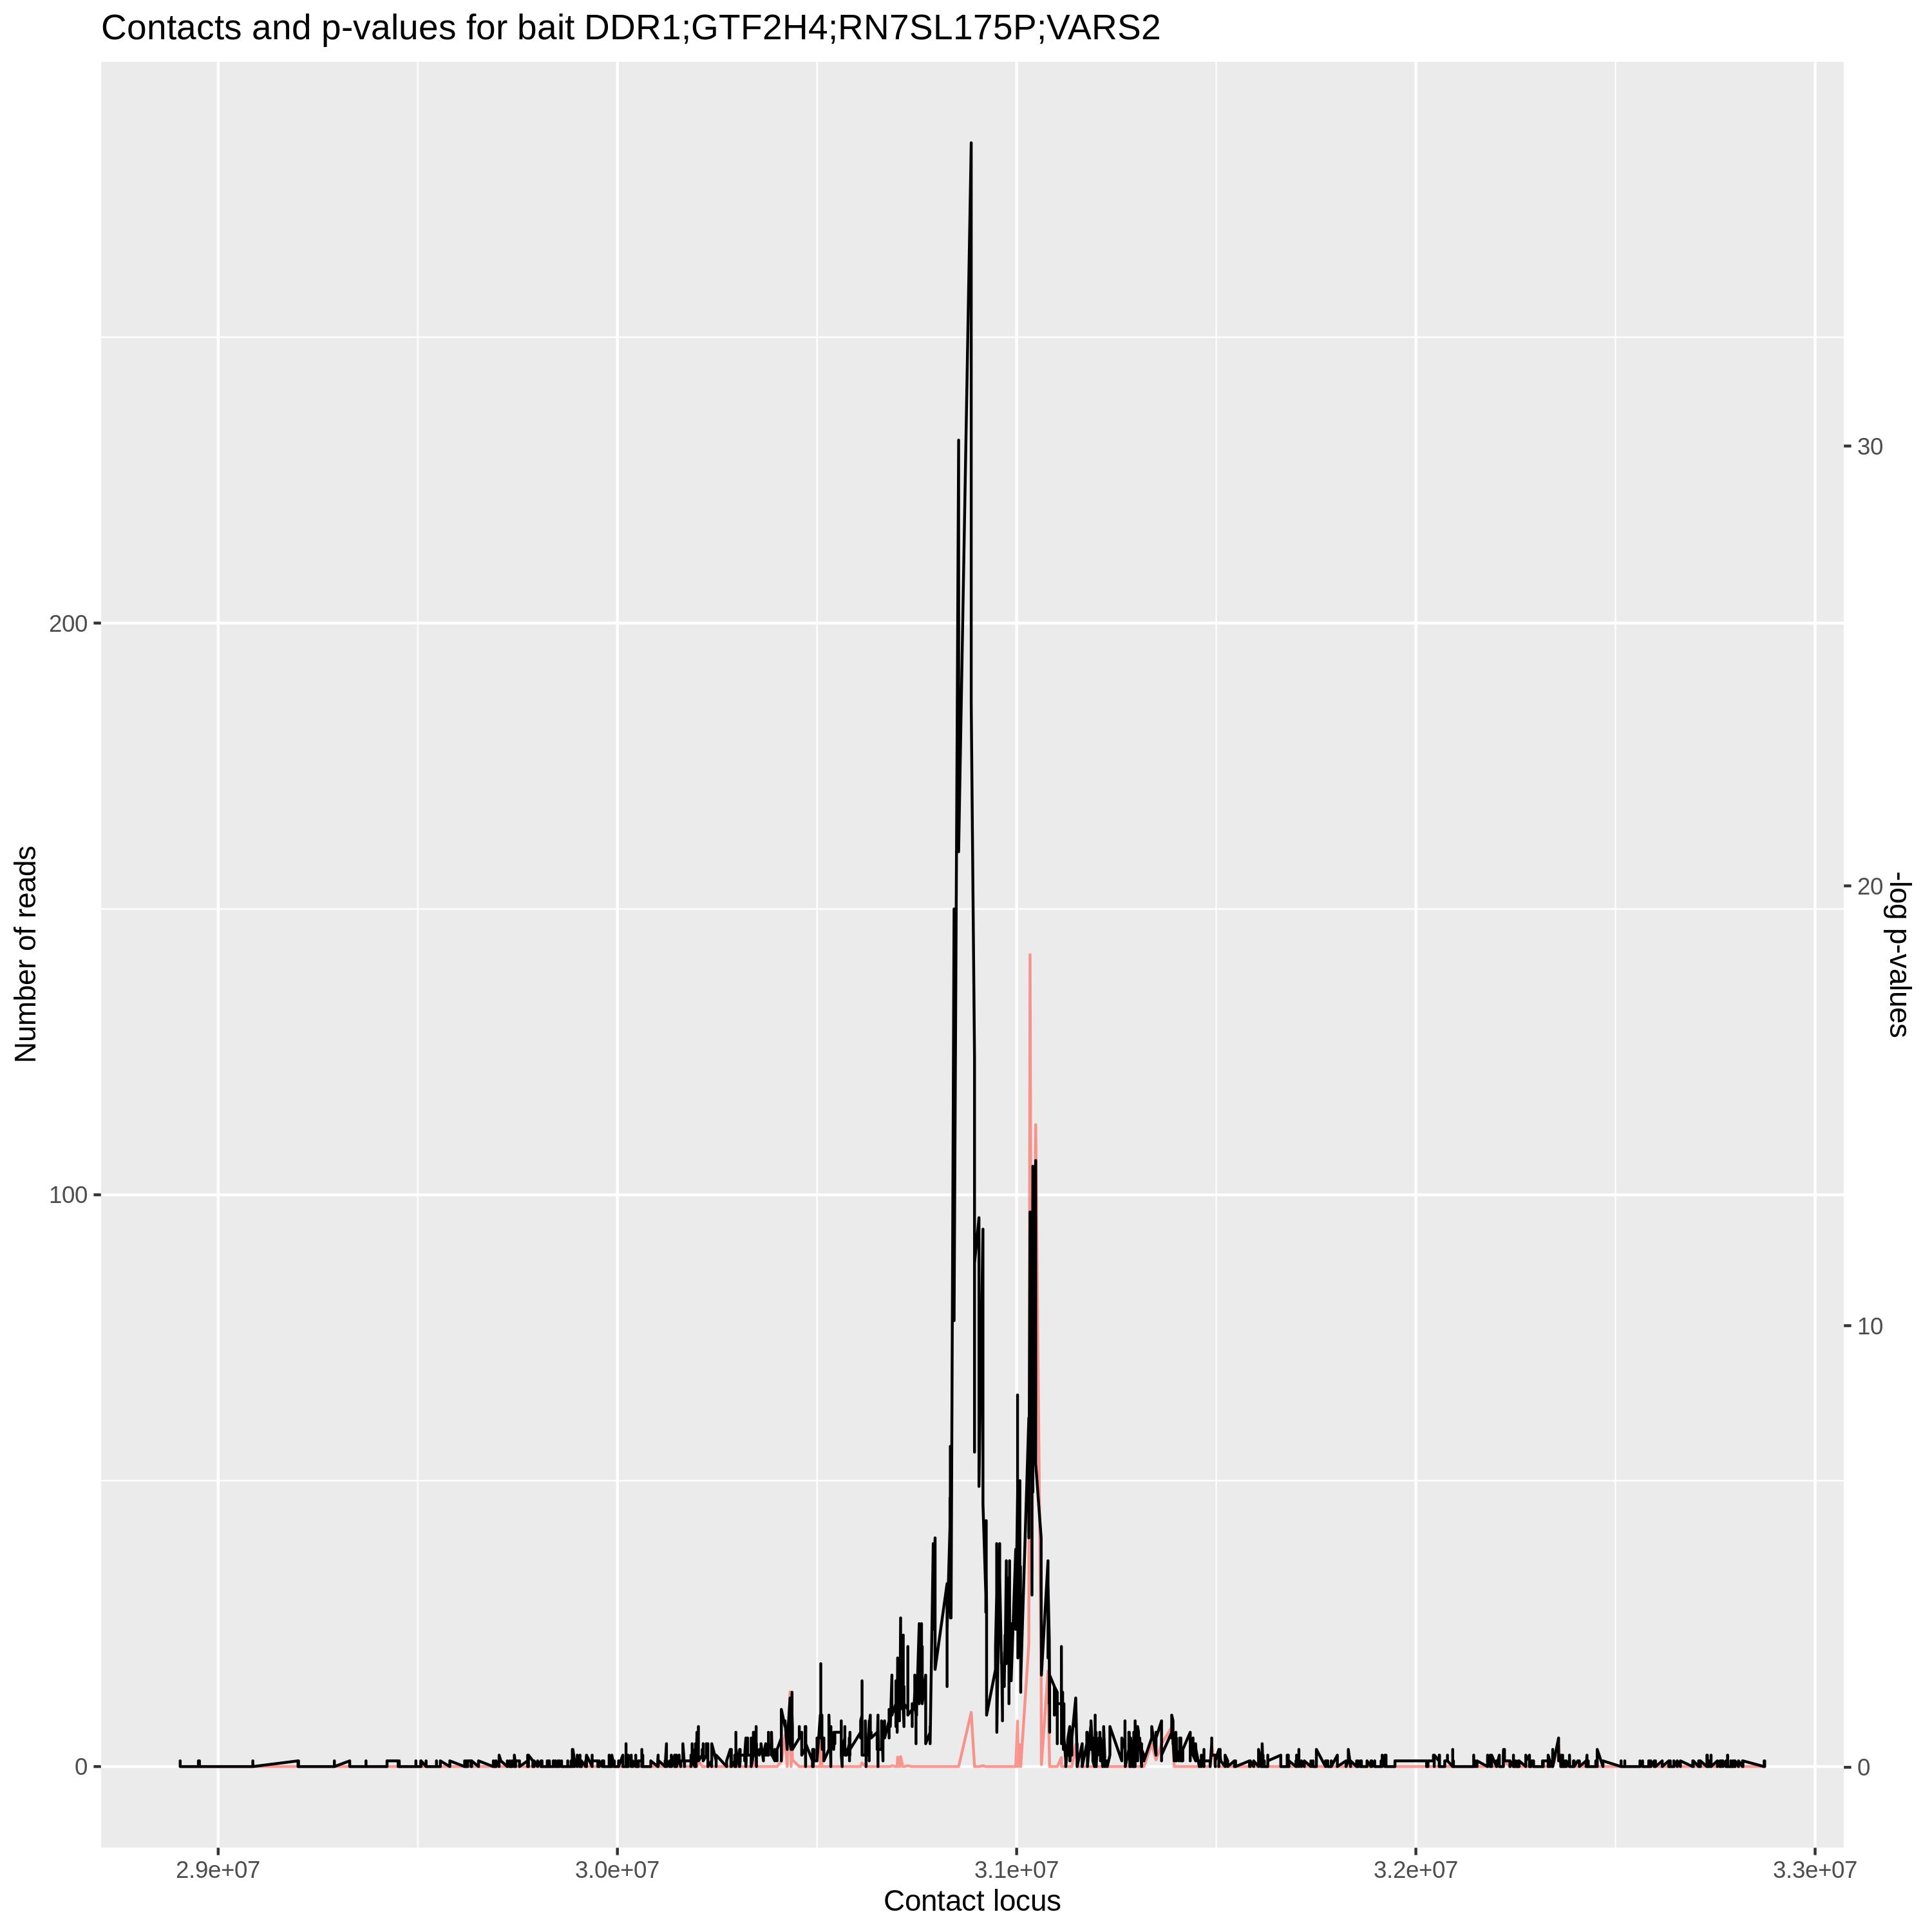 Contacts and p-values for bait DDR1;GTF2H4;RN7SL175P;VARS2
Number of reads
200
100
0
30
20
10
0
-log p-values
2.9e+07
3.0e+07
3.1e+07
3.2e+07
3.3e+07
Contact locus